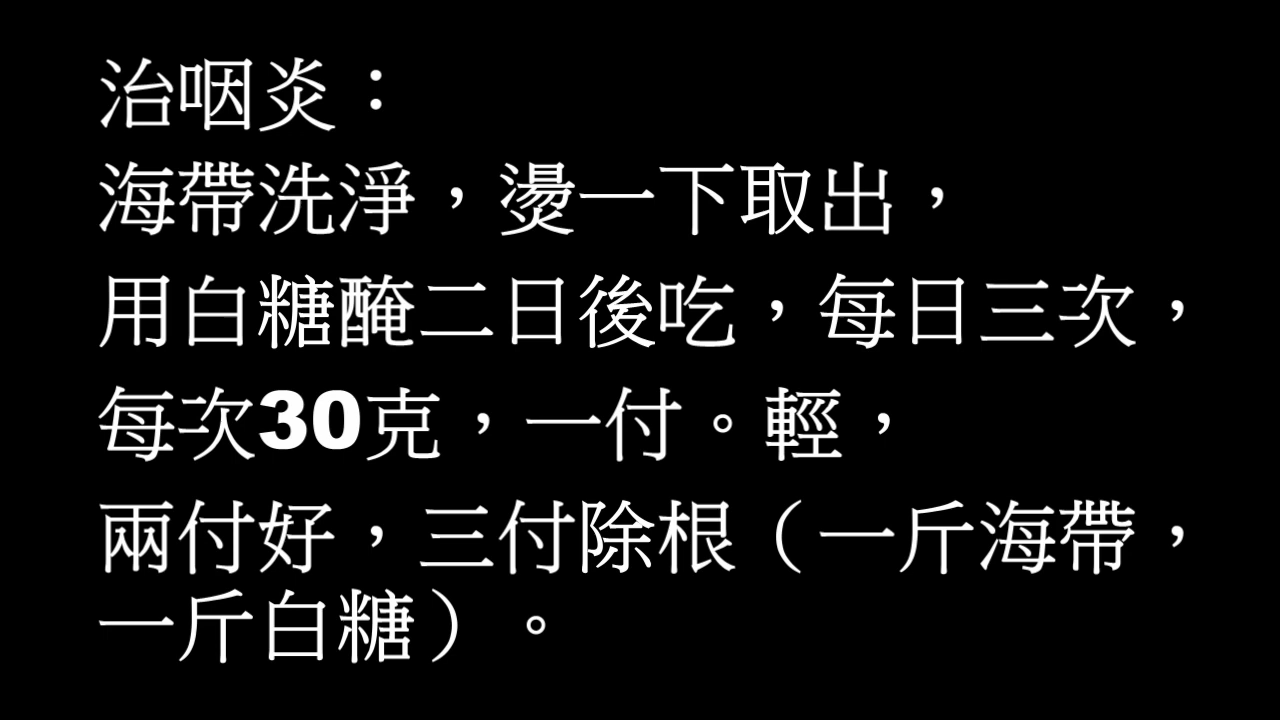 治咽炎：
海帶洗淨，燙一下取出，
用白糖醃二日後吃，每日三次，
每次30克，一付。輕，
兩付好，三付除根（一斤海帶，
一斤白糖）。